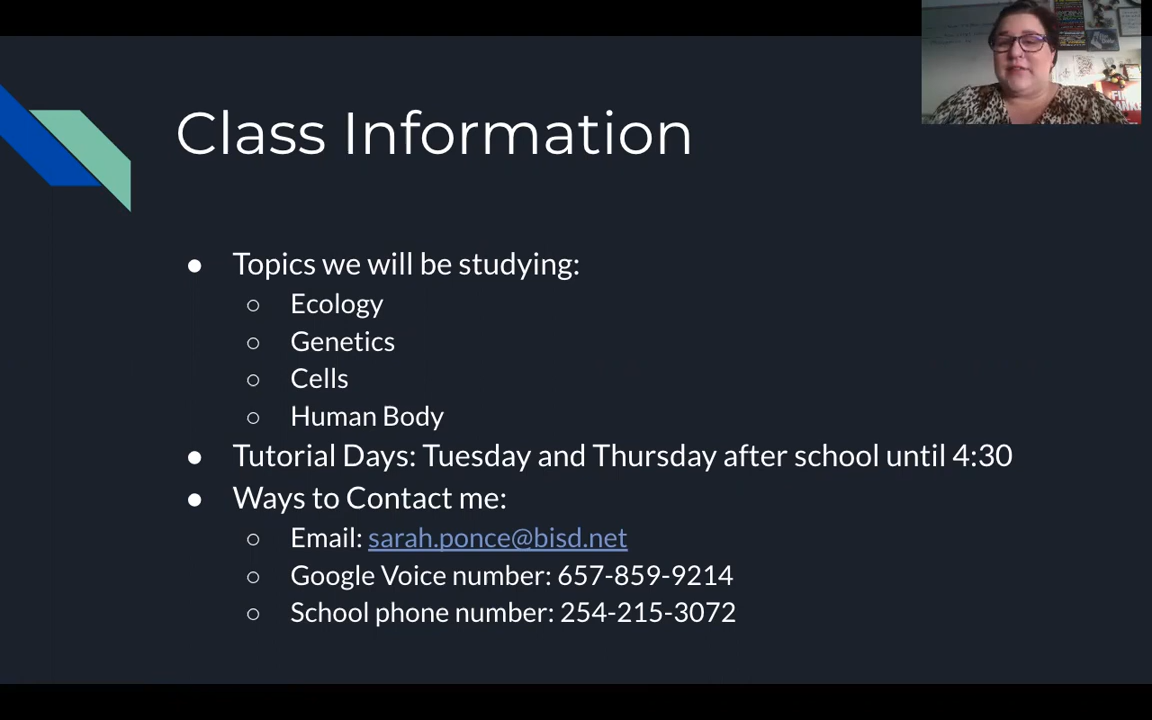 Class Information
● Topics we will be studying:
○ Ecology
○ Genetics
○ Cells
○ Human Body
● Tutorial Days: Tuesday and Thursday after school until 4:30
● Ways to Contact me:
○ Email: sarah.ponce@bisd.net
○ Google Voice number: 657-859-9214
○ School phone number: 254-215-3072